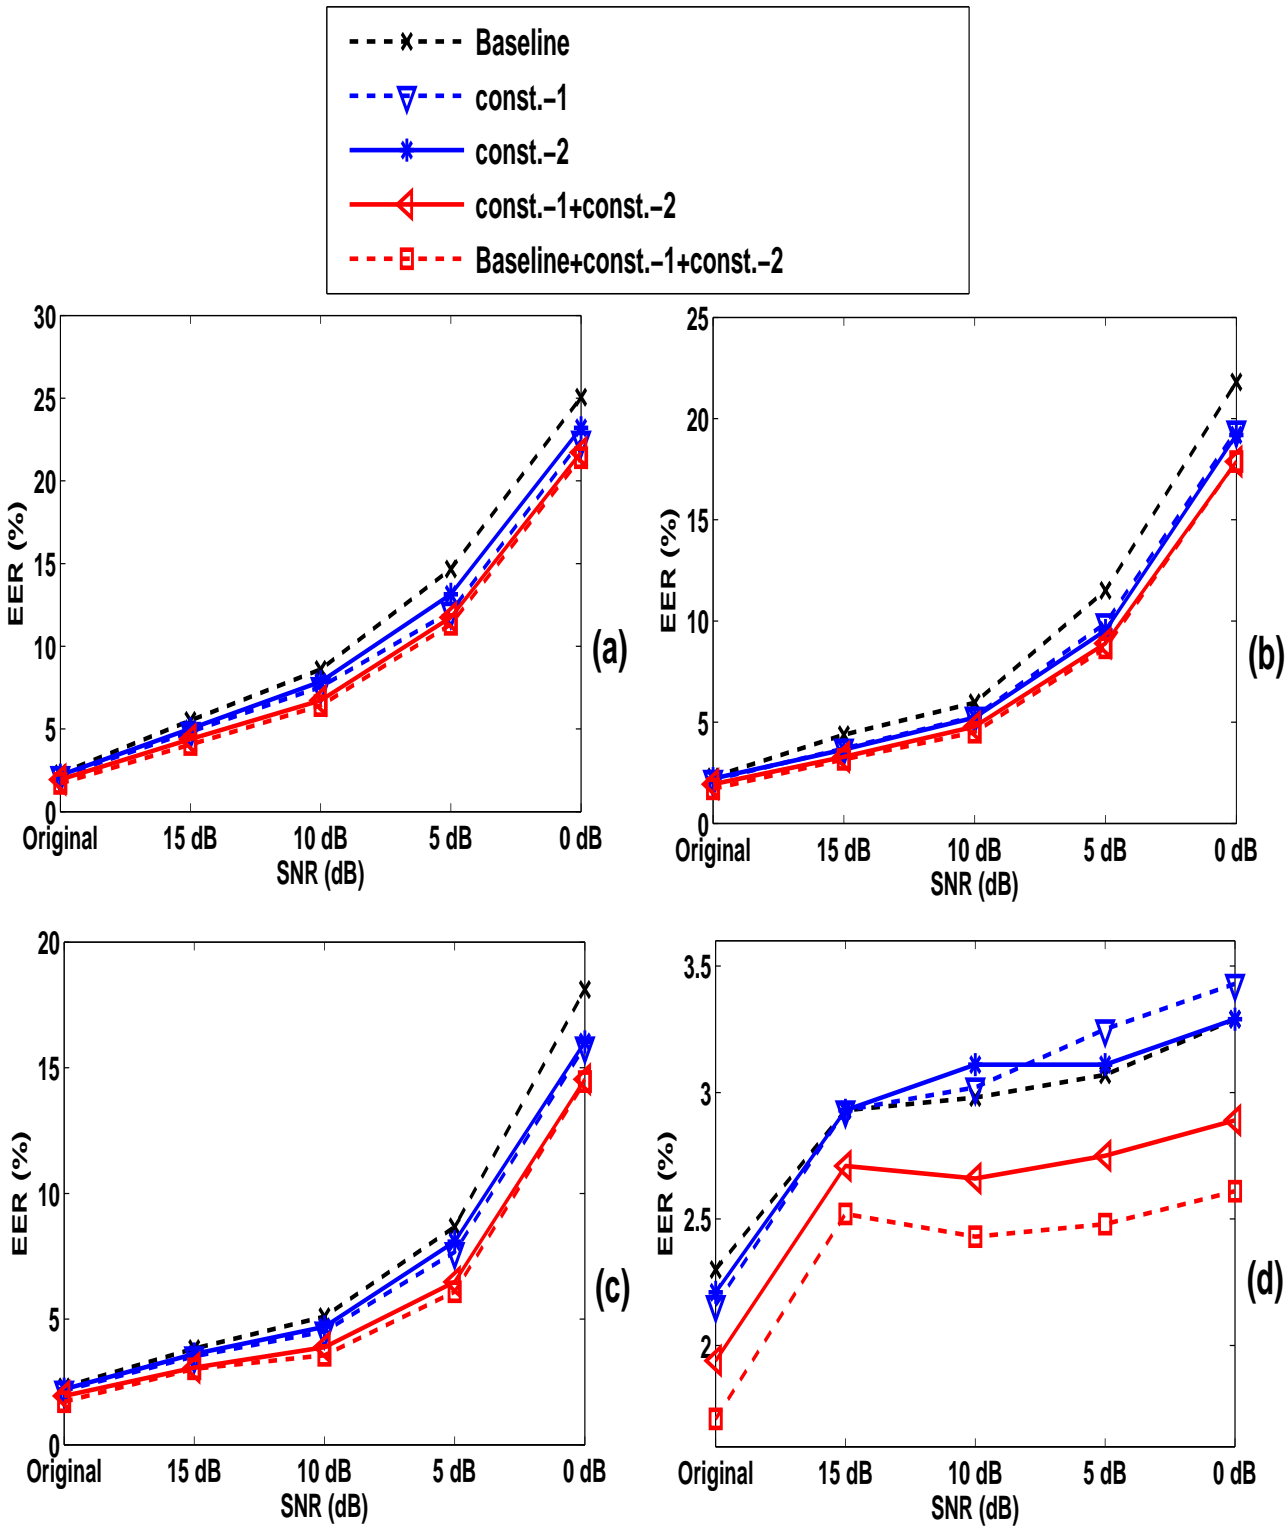 Baseline
const.−1
const.−2
const.−1+const.−2
Baseline+const.−1+const.−2
30
25
20
15
10
5
0
EER (%)
Original 15 dB 10 dB 5 dB 0 dB
SNR (dB)
(a)
25
20
15
10
5
0
EER (%)
Original 15 dB 10 dB 5 dB 0 dB
SNR (dB)
(b)
20
15
10
5
0
EER (%)
Original 15 dB 10 dB 5 dB 0 dB
SNR (dB)
(c)
3.5
3
2.5
2
EER (%)
Original 15 dB 10 dB 5 dB 0 dB
SNR (dB)
(d)